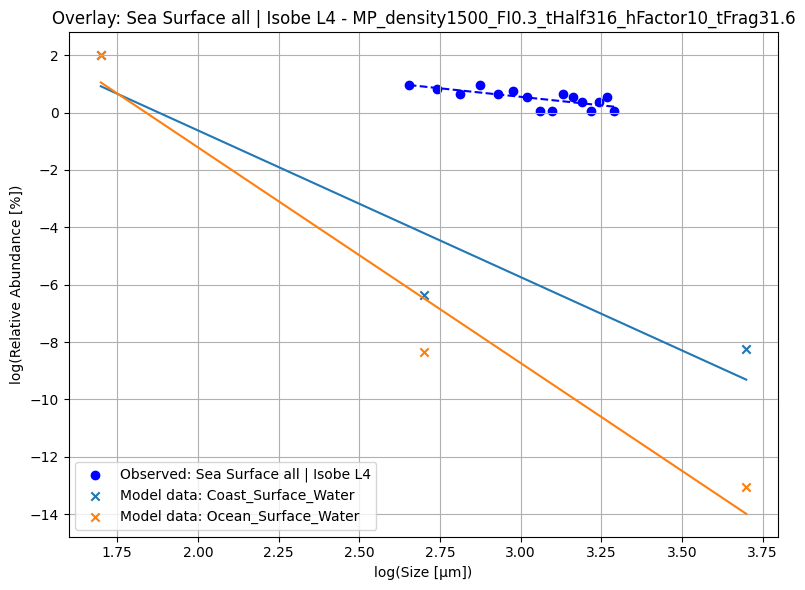 Overlay: Sea Surface all | Isobe L4 - MP_density1500_FI0.3_tHalf316_hFactor10_tFrag31.6
log(Relative Abundance [%])
2
0
−2
−4
−6
−8
−10
−12
−14
Observed: Sea Surface all | Isobe L4
Model data: Coast_Surface_Water
Model data: Ocean_Surface_Water
1.75 2.00 2.25 2.50 2.75 3.00 3.25 3.50 3.75
log(Size [µm])